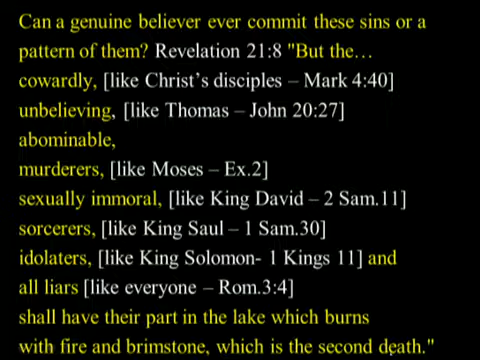 Can a genuine believer ever commit these sins or a
pattern of them? Revelation 21:8 "But the…
cowardly, [like Christ’s disciples – Mark 4:40]
unbelieving, [like Thomas – John 20:27]
abominable,
murderers, [like Moses – Ex.2]
sexually immoral, [like King David – 2 Sam.11]
sorcerers, [like King Saul – 1 Sam.30]
idolaters, [like King Solomon- 1 Kings 11] and
all liars [like everyone – Rom.3:4]
shall have their part in the lake which burns
with fire and brimstone, which is the second death."